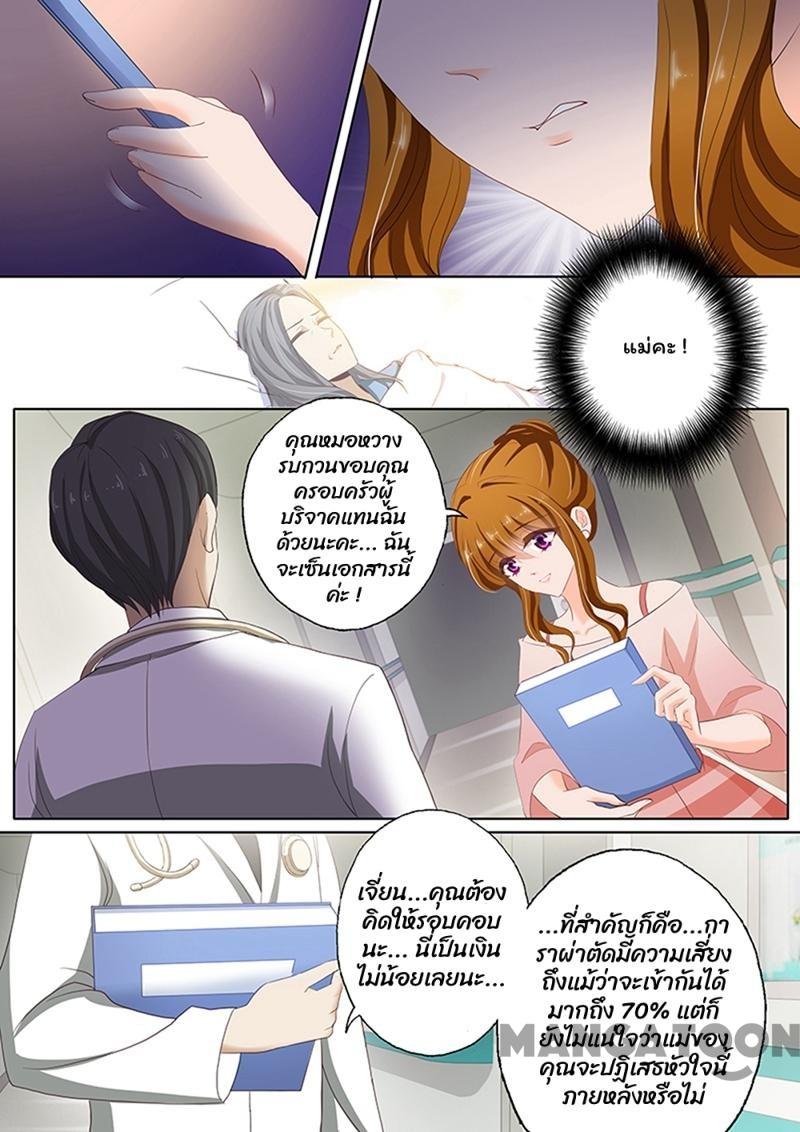 แม่คะ !
คุณหมอหวาง
รบกวนขอบคุณ
ครอบครัวผู้
บริจาคแทนฉัน
ด้วยนะคะ... ฉัน
จะเซ็นเอกสารนี้
ค่ะ !
เจี่ยน...คุณต้อง
คิดให้รอบคอบ
นะ... นี่เป็นเงิน
ไม่น้อยเลยนะ...
...ที่สำคัญก็คือ...กา
ราผ่าตัดมีความเสี่ยง
ถึงแม้ว่าจะเข้ากันได้
มากถึง 70% แต่ก็
ยังไม่แน่ใจว่าแม่ของ
คุณจะปฏิเสธหัวใจนี้
ภายหลังหรือไม่
MANGATOON